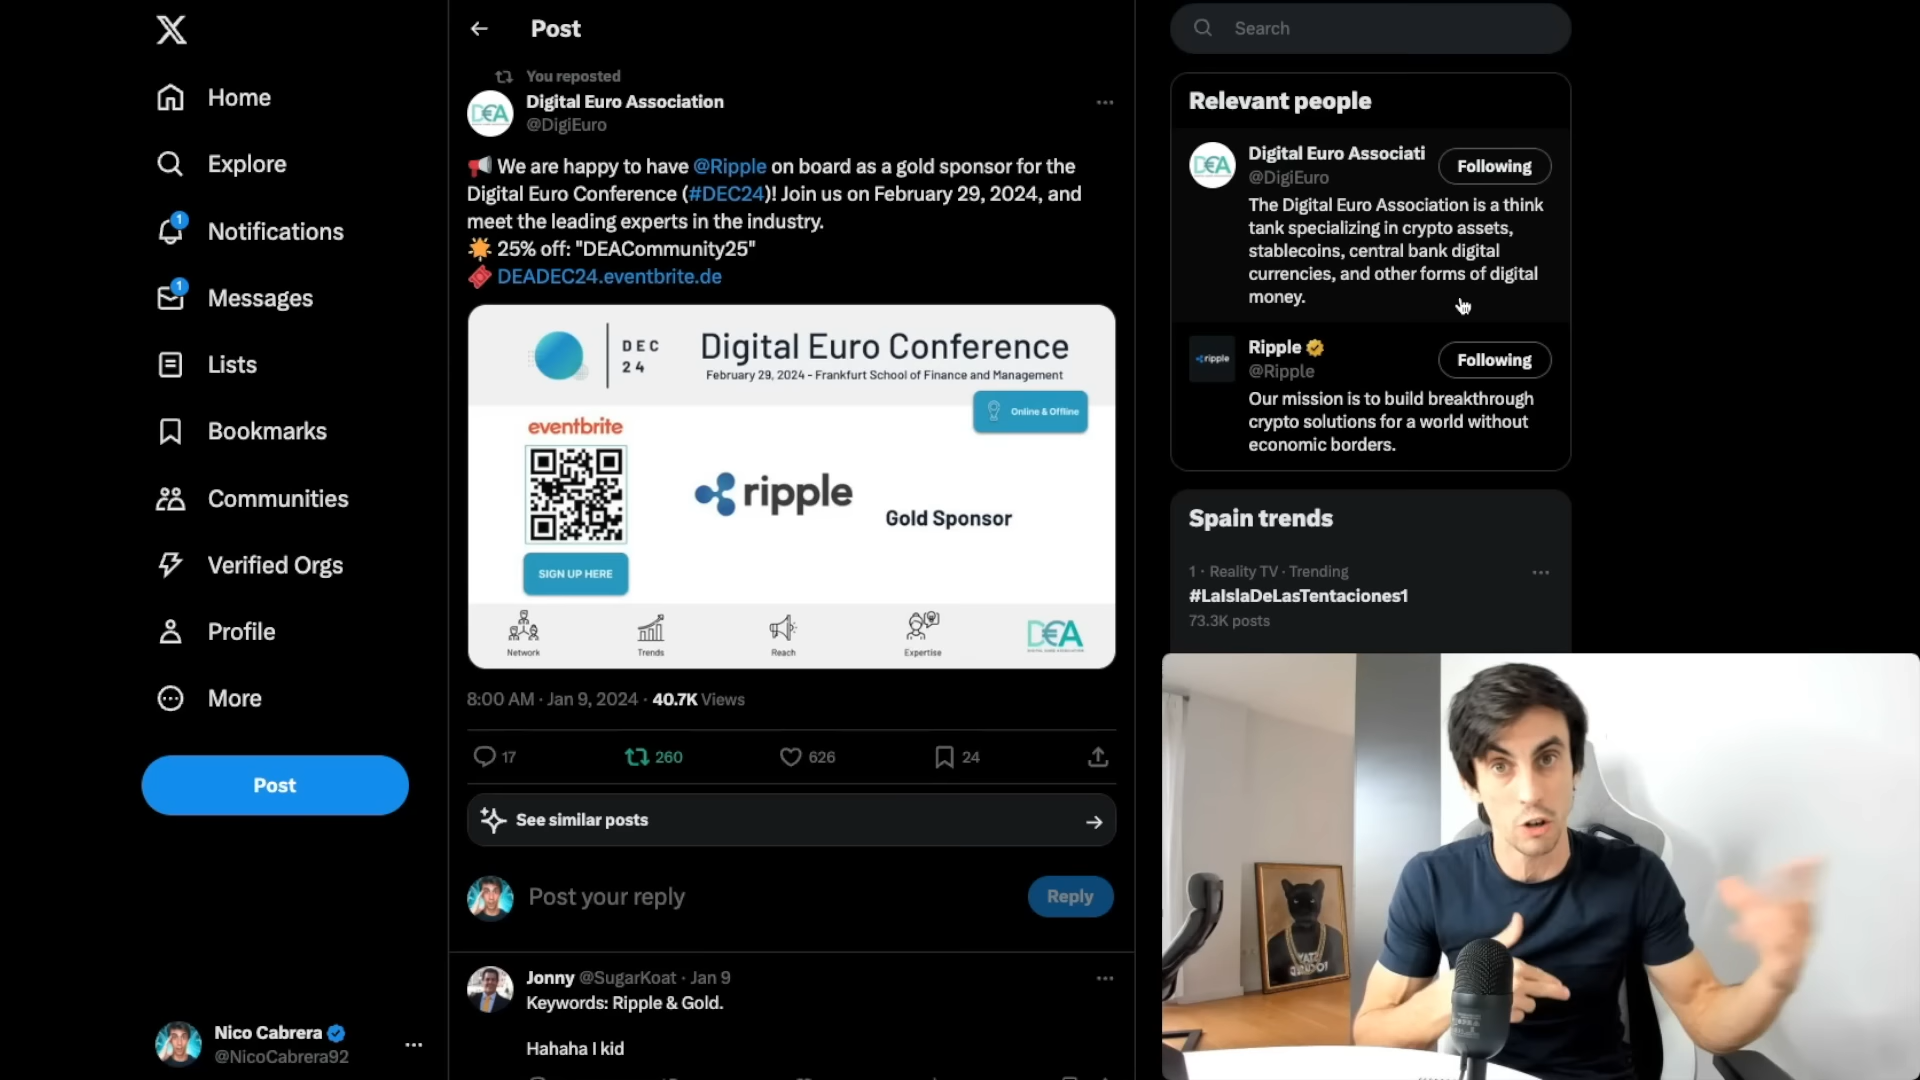 Home
Explore
1
Notifications
1
Messages
Lists
Bookmarks
Communities
Verified Orgs
Profile
More
Post
Nico Cabrera
@NicoCabrera92
Post
You reposted
Digital Euro Association
@DigiEuro
We are happy to have @Ripple on board as a gold sponsor for the
Digital Euro Conference (#DEC24)! Join us on February 29, 2024, and
meet the leading experts in the industry.
25% off: "DEACommunity25"
DEADEC24.eventbrite.de
DEC
24
Digital Euro Conference
February 29, 2024 - Frankfurt School of Finance and Management
Online & Offline
eventbrite
ripple
Gold Sponsor
SIGN UP HERE
Network
Trends
Reach
Expertise
D€A
8:00 AM · Jan 9, 2024 · 40.7K Views
17
260
626
24
See similar posts
Post your reply
Reply
Jonny @SugarKoat · Jan 9
Keywords: Ripple & Gold.
Hahaha I kid
Search
Relevant people
D€A
Digital Euro Associati
@DigiEuro
Following
The Digital Euro Association is a think
tank specializing in crypto assets,
stablecoins, central bank digital
currencies, and other forms of digital
money.
ripple
Ripple
@Ripple
Following
Our mission is to build breakthrough
crypto solutions for a world without
economic borders.
Spain trends
1 · Reality TV · Trending
#LaIslaDeLasTentaciones1
73.3K posts